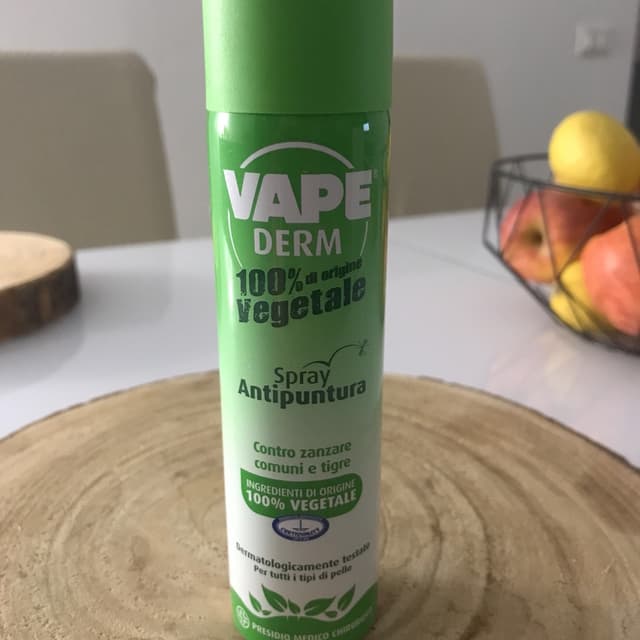 VAPE
DERM
100% di origine
Vegetale
Spray
Antipuntura
Contro zanzare
comuni e tigre
INGREDIENTI DI ORIGINE
100% VEGETALE
Dermatologicamente testato
Per tutti i tipi di pelle
PRESIDIO MEDICO